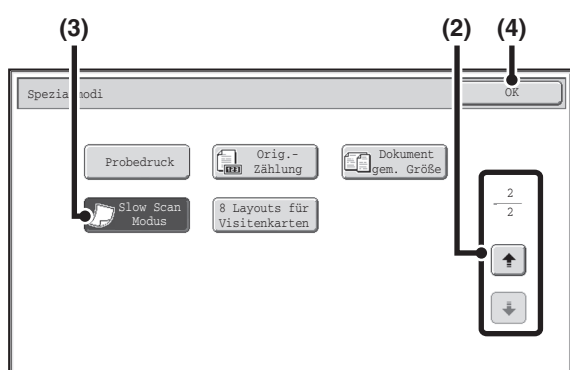 (3)
(2)
(4)
Spezialmodi
OK
Probedruck
Orig.-
Zählung
123
Dokument
gem. Größe
Slow Scan
Modus
8 Layouts für
Visitenkarten
2
2